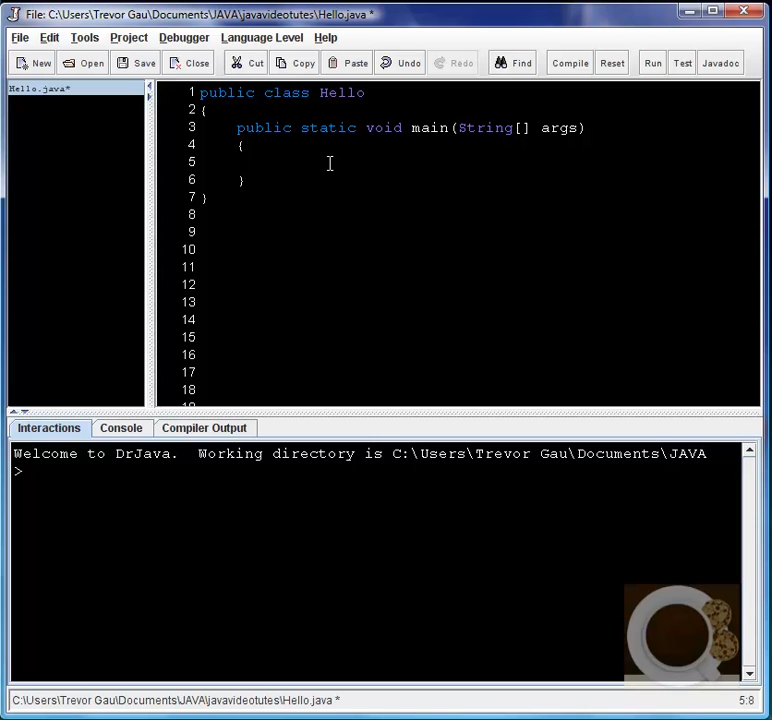 File: C:\Users\Trevor Gau\Documents\JAVA\javavideotutes\Hello.java *
File Edit Tools Project Debugger Language Level Help
New Open Save Close Cut Copy Paste Undo Redo Find Compile Reset Run Test Javadoc
Hello.java*
1 public class Hello
2 {
3 public static void main(String[] args)
4 {
5
6 }
7 }
8
9
10
11
12
13
14
15
16
17
18
19
Interactions Console Compiler Output
Welcome to DrJava. Working directory is C:\Users\Trevor Gau\Documents\JAVA
>
C:\Users\Trevor Gau\Documents\JAVA\javavideotutes\Hello.java *
5:8